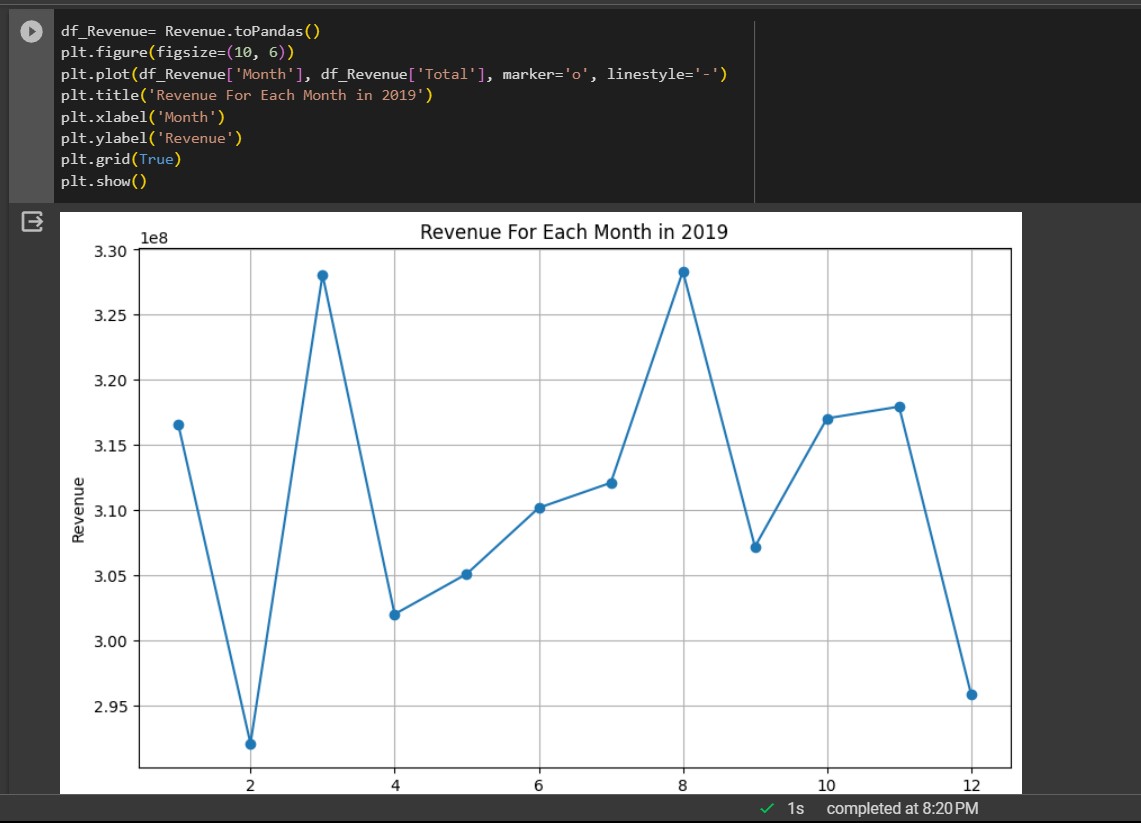 df_Revenue= Revenue.toPandas()
plt.figure(figsize=(10, 6))
plt.plot(df_Revenue['Month'], df_Revenue['Total'], marker='o', linestyle='-')
plt.title('Revenue For Each Month in 2019')
plt.xlabel('Month')
plt.ylabel('Revenue')
plt.grid(True)
plt.show()
Revenue For Each Month in 2019
1e8
3.30
3.25
3.20
3.15
3.10
3.05
3.00
2.95
Revenue
2 4 6 8 10 12
1s completed at 8:20 PM